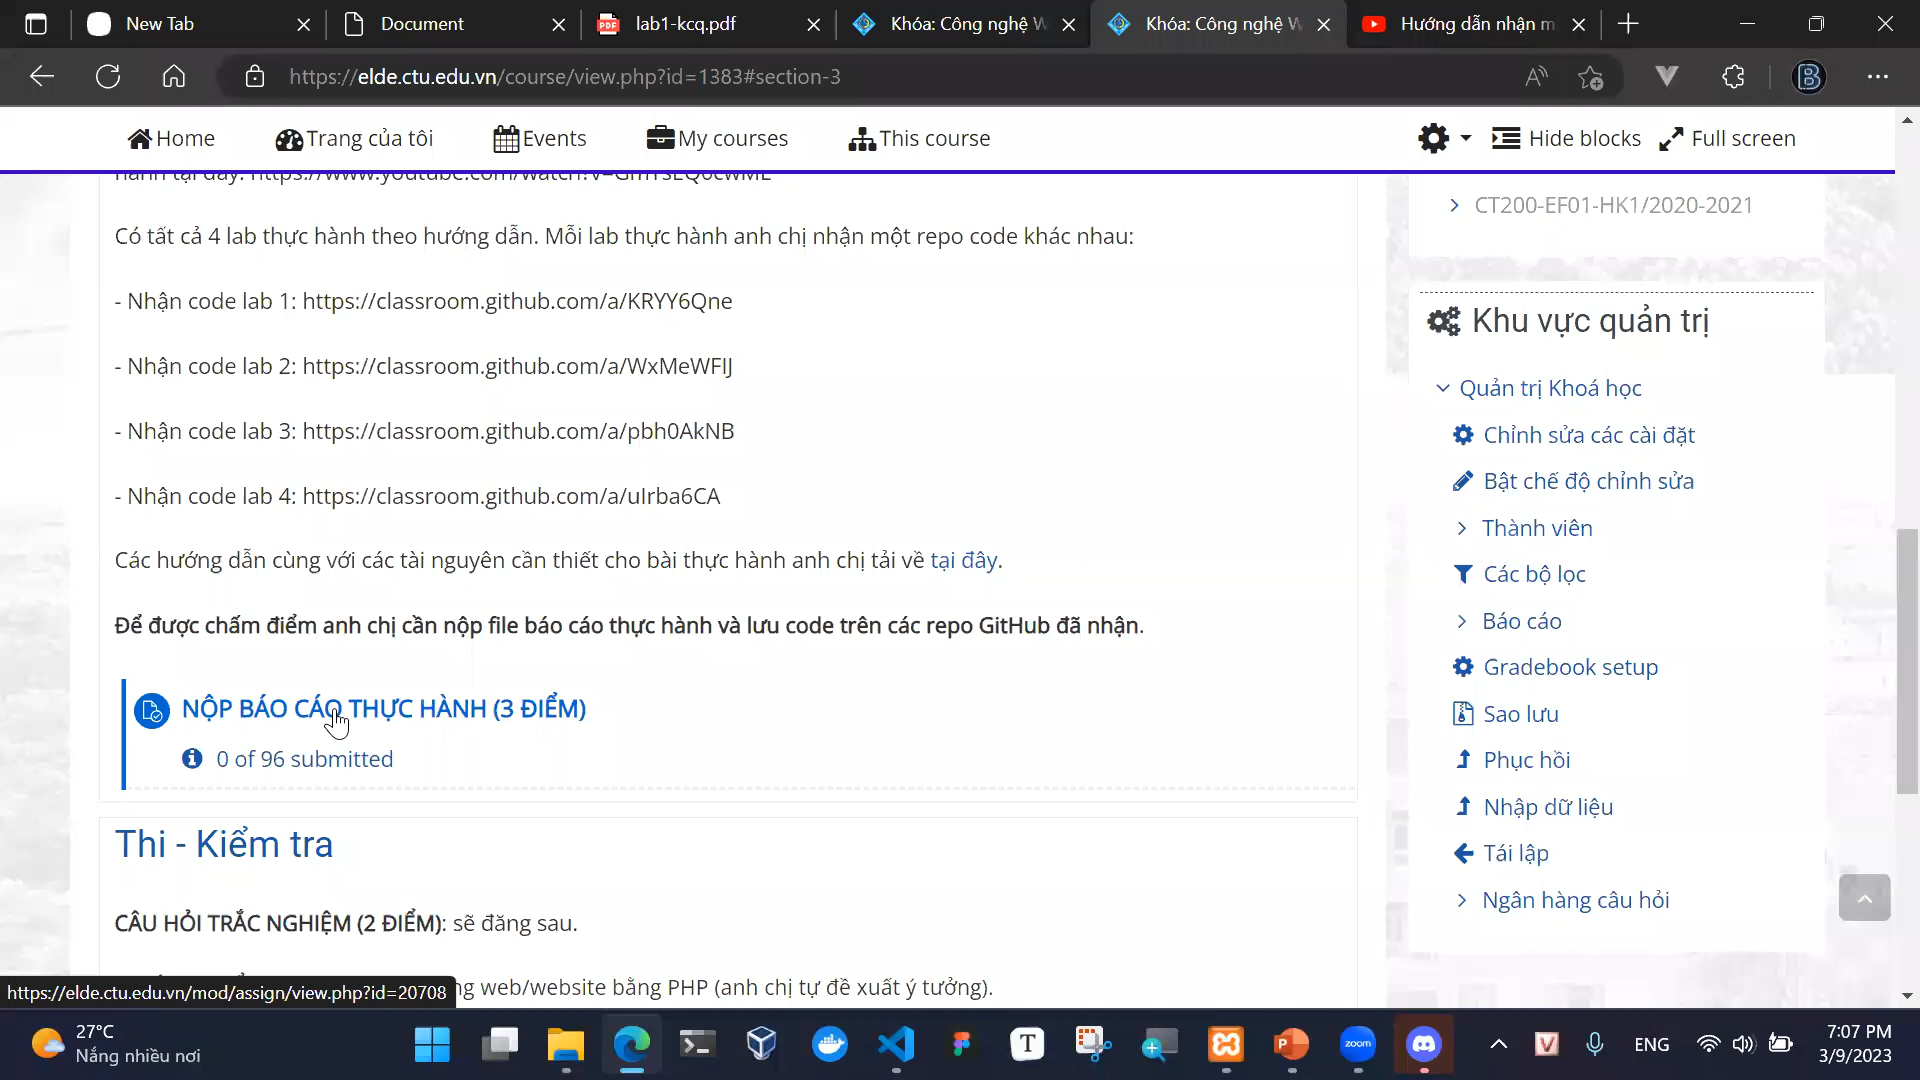 New Tab
Document
lab1-kcq.pdf
Khóa: Công nghệ W
Khóa: Công nghệ W
Hướng dẫn nhận m
https://elde.ctu.edu.vn/course/view.php?id=1383#section-3
Home
Trang của tôi
Events
My courses
This course
Hide blocks
Full screen
Có tất cả 4 lab thực hành theo hướng dẫn. Mỗi lab thực hành anh chị nhận một repo code khác nhau:
- Nhận code lab 1: https://classroom.github.com/a/KRYY6Qne
- Nhận code lab 2: https://classroom.github.com/a/WxMeWFIJ
- Nhận code lab 3: https://classroom.github.com/a/pbh0AkNB
- Nhận code lab 4: https://classroom.github.com/a/ulrba6CA
Các hướng dẫn cùng với các tài nguyên cần thiết cho bài thực hành anh chị tải về tại đây.
Để được chấm điểm anh chị cần nộp file báo cáo thực hành và lưu code trên các repo GitHub đã nhận.
NỘP BÁO CÁO THỰC HÀNH (3 ĐIỂM)
0 of 96 submitted
Thi - Kiểm tra
CÂU HỎI TRẮC NGHIỆM (2 ĐIỂM): sẽ đăng sau.
ng web/website bằng PHP (anh chị tự đề xuất ý tưởng).
https://elde.ctu.edu.vn/mod/assign/view.php?id=20708
CT200-EF01-HK1/2020-2021
Khu vực quản trị
Quản trị Khoá học
Chỉnh sửa các cài đặt
Bật chế độ chỉnh sửa
Thành viên
Các bộ lọc
Báo cáo
Gradebook setup
Sao lưu
Phục hồi
Nhập dữ liệu
Tái lập
Ngân hàng câu hỏi
27°C
Nắng nhiều nơi
zoom
ENG
7:07 PM
3/9/2023